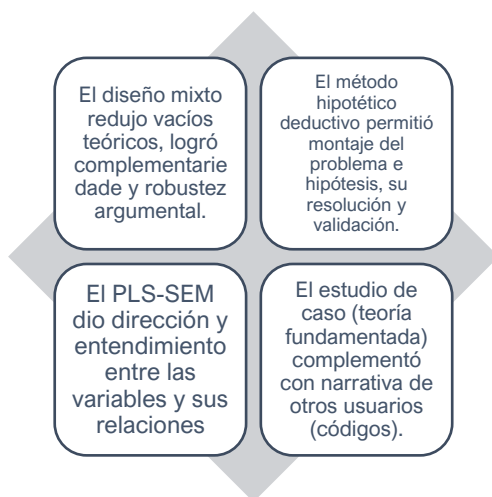 El diseño mixto
redujo vacíos
teóricos, logró
complementarie
dade y robustez
argumental.
El método
hipotético
deductivo permitió
montaje del
problema e
hipótesis, su
resolución y
validación.
El PLS-SEM
dio dirección y
entendimiento
entre las
variables y sus
relaciones
El estudio de
caso (teoría
fundamentada)
complementó
con narrativa de
otros usuarios
(códigos).